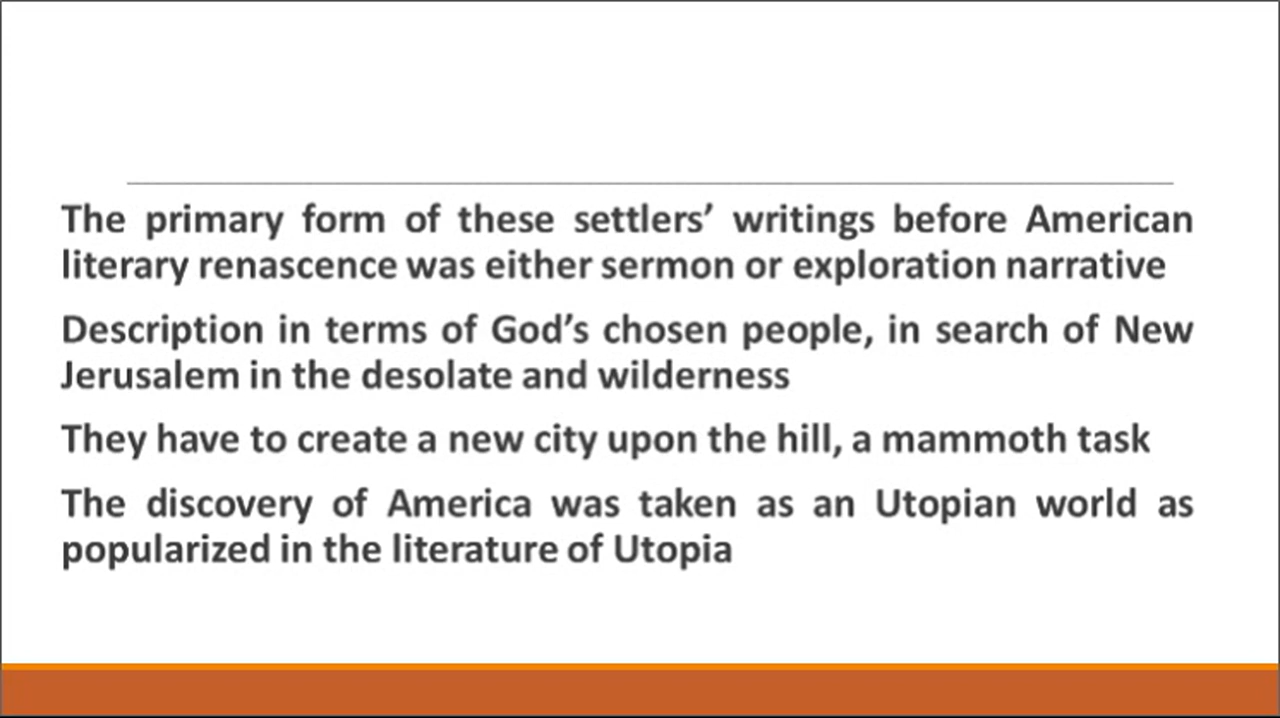 The primary form of these settlers’ writings before American
literary renascence was either sermon or exploration narrative
Description in terms of God’s chosen people, in search of New
Jerusalem in the desolate and wilderness
They have to create a new city upon the hill, a mammoth task
The discovery of America was taken as an Utopian world as
popularized in the literature of Utopia